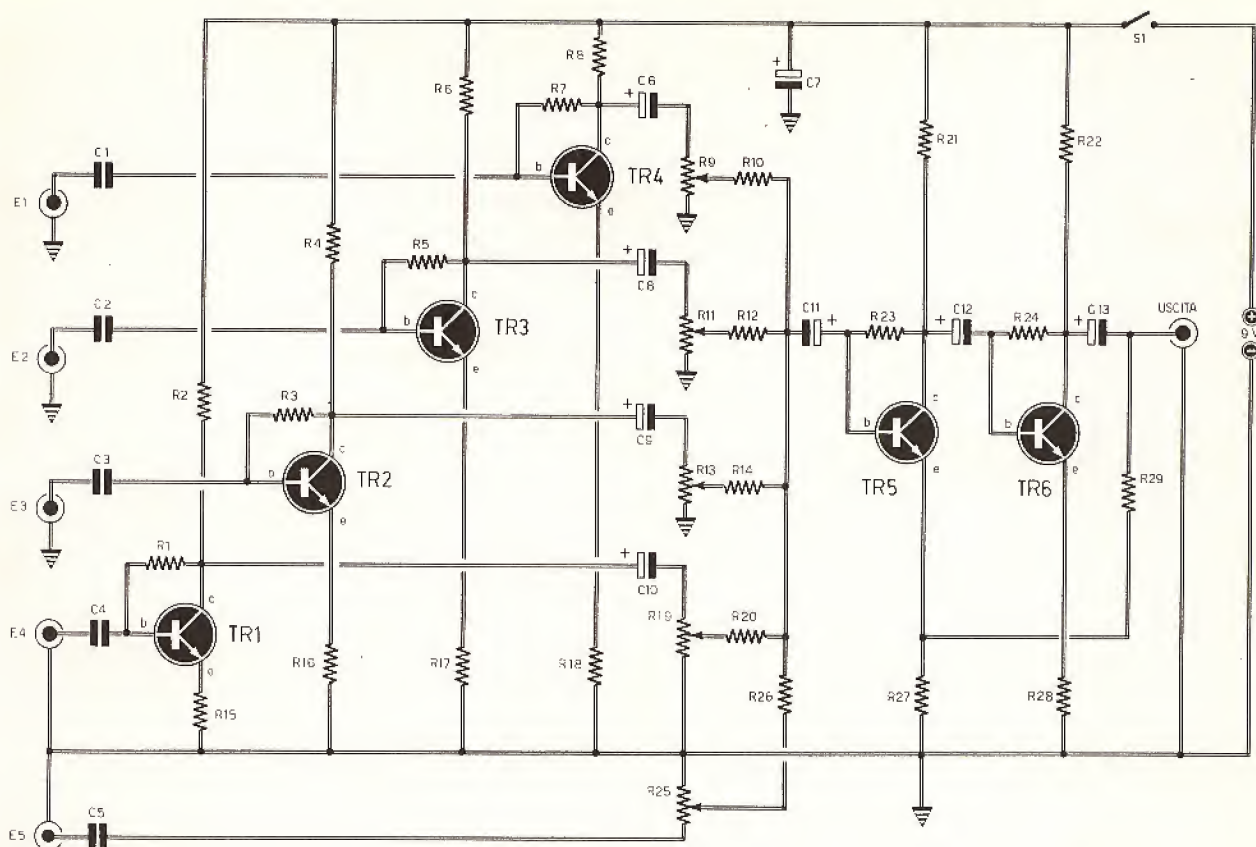 S1
R8
C6
+
R6
R7
+
C7
R21
R22
C1
c
b
TR4
R9
R10
E1
e
R4
R5
+
C8
C2
c
b
TR3
R11
R12
C11
+
R23
C12
+
R24
+
C13
USCITA
+
9 V
−
E2
e
R2
R3
+
C9
c
b
TR5
e
c
b
TR6
e
C3
c
b
TR2
R13
R14
R29
E3
e
R1
+
C10
C4
c
b
TR1
R19
R20
E4
e
R16
R17
R18
R26
R27
R28
R15
R25
C5
E5